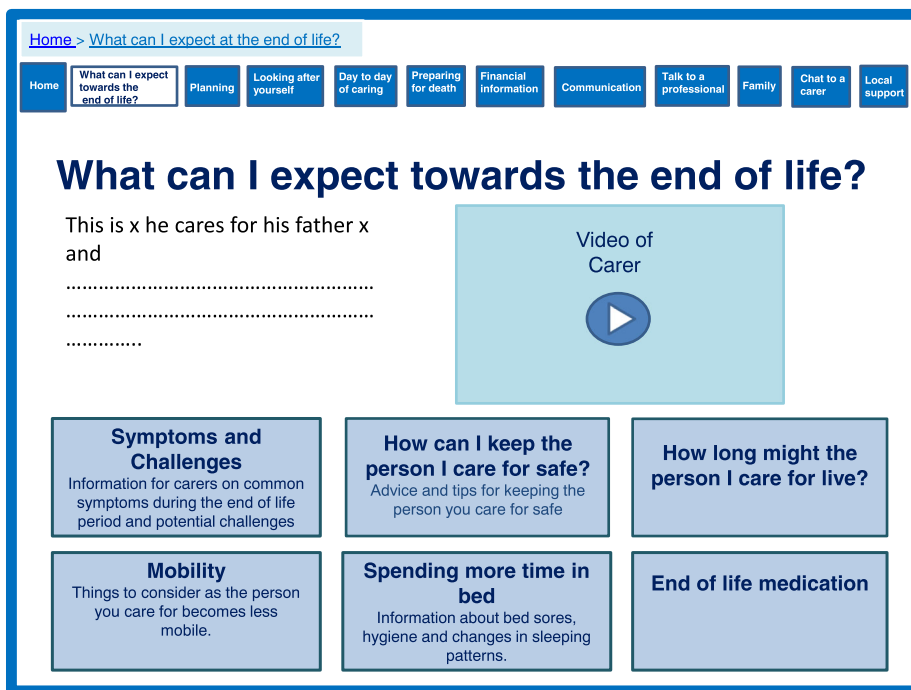 Home > What can I expect at the end of life?
Home
What can I expect
towards the
end of life?
Planning
Looking after
yourself
Day to day
of caring
Preparing
for death
Financial
information
Communication
Talk to a
professional
Family
Chat to a
carer
Local
support
What can I expect towards the end of life?
This is x he cares for his father x
and
…………………………………………………
…………………………………………………
…………..
Video of
Carer
Symptoms and
Challenges
Information for carers on common
symptoms during the end of life
period and potential challenges
How can I keep the
person I care for safe?
Advice and tips for keeping the
person you care for safe
How long might the
person I care for live?
Mobility
Things to consider as the person
you care for becomes less
mobile.
Spending more time in
bed
Information about bed sores,
hygiene and changes in sleeping
patterns.
End of life medication